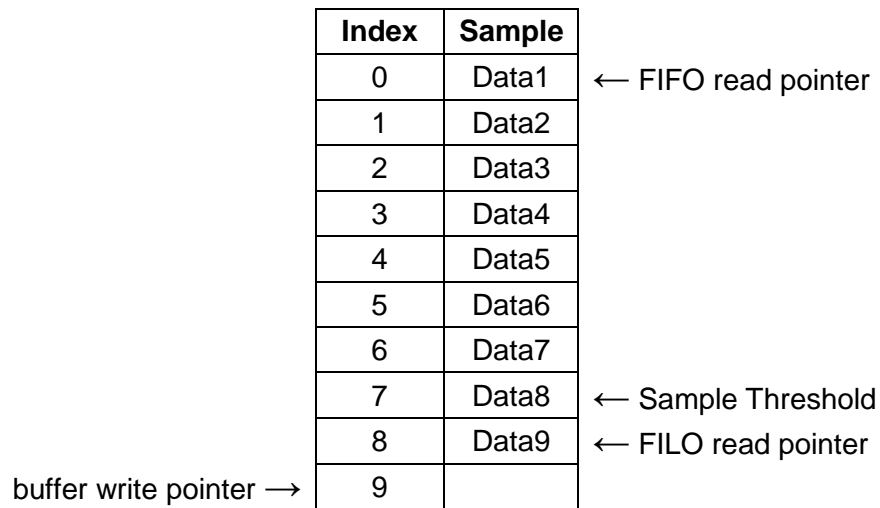 Index Sample
0 Data1 ← FIFO read pointer
1 Data2
2 Data3
3 Data4
4 Data5
5 Data6
6 Data7
7 Data8 ← Sample Threshold
8 Data9 ← FILO read pointer
buffer write pointer → 9